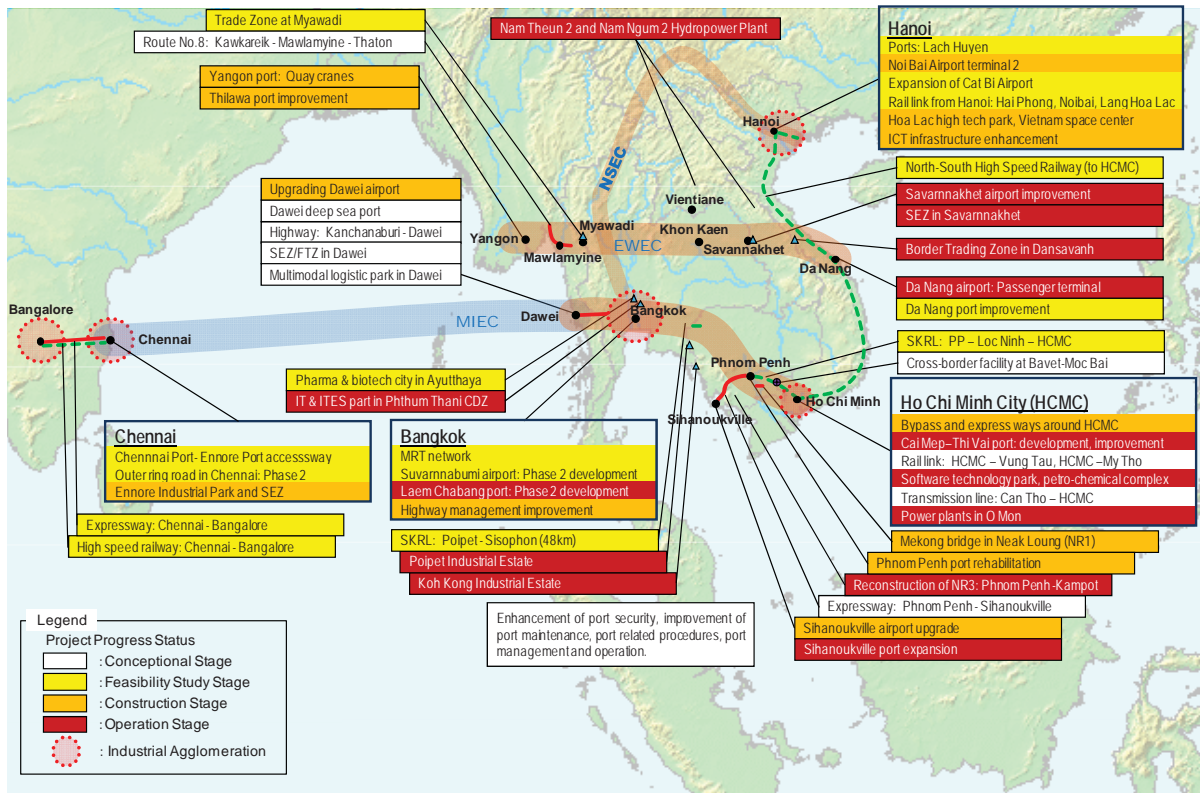 Trade Zone at Myawadi
Route No.8: Kawkareik - Mawlamyine - Thaton
Yangon port: Quay cranes
Thilawa port improvement
Nam Theun 2 and Nam Ngum 2 Hydropower Plant
Hanoi
Ports: Lach Huyen
Noi Bai Airport terminal 2
Expansion of Cat Bi Airport
Rail link from Hanoi: Hai Phong, Noibai, Lang Hoa Lac
Hoa Lac high tech park, Vietnam space center
ICT infrastructure enhancement
Hanoi
NSEC
North-South High Speed Railway (to HCMC)
Savarnnakhet airport improvement
SEZ in Savarnnakhet
Border Trading Zone in Dansavanh
Da Nang airport: Passenger terminal
Da Nang port improvement
Upgrading Dawei airport
Dawei deep sea port
Highway: Kanchanaburi - Dawei
SEZ/FTZ in Dawei
Multimodal logistic park in Dawei
Vientiane
Yangon
Myawadi
Mawlamyine
EWEC
Khon Kaen
Savannakhet
Da Nang
Bangalore
Chennai
MIEC
Dawei
Bangkok
SKRL: PP – Loc Ninh – HCMC
Cross-border facility at Bavet-Moc Bai
Phnom Penh
Sihanoukville
Ho Chi Minh
Pharma & biotech city in Ayutthaya
IT & ITES part in Phthum Thani CDZ
Chennai
Chennnai Port- Ennore Port accessway
Outer ring road in Chennai: Phase 2
Ennore Industrial Park and SEZ
Expressway: Chennai - Bangalore
High speed railway: Chennai - Bangalore
Bangkok
MRT network
Suvarnnabumi airport: Phase 2 development
Laem Chabang port: Phase 2 development
Highway management improvement
SKRL: Poipet - Sisophon (48km)
Poipet Industrial Estate
Koh Kong Industrial Estate
Ho Chi Minh City (HCMC)
Bypass and express ways around HCMC
Cai Mep–Thi Vai port: development, improvement
Rail link: HCMC – Vung Tau, HCMC –My Tho
Software technology park, petro-chemical complex
Transmission line: Can Tho – HCMC
Power plants in O Mon
Mekong bridge in Neak Loung (NR1)
Phnom Penh port rehabilitation
Reconstruction of NR3: Phnom Penh-Kampot
Expressway: Phnom Penh - Sihanoukville
Sihanoukville airport upgrade
Sihanoukville port expansion
Enhancement of port security, improvement of
port maintenance, port related procedures, port
management and operation.
Legend
Project Progress Status
: Conceptional Stage
: Feasibility Study Stage
: Construction Stage
: Operation Stage
: Industrial Agglomeration